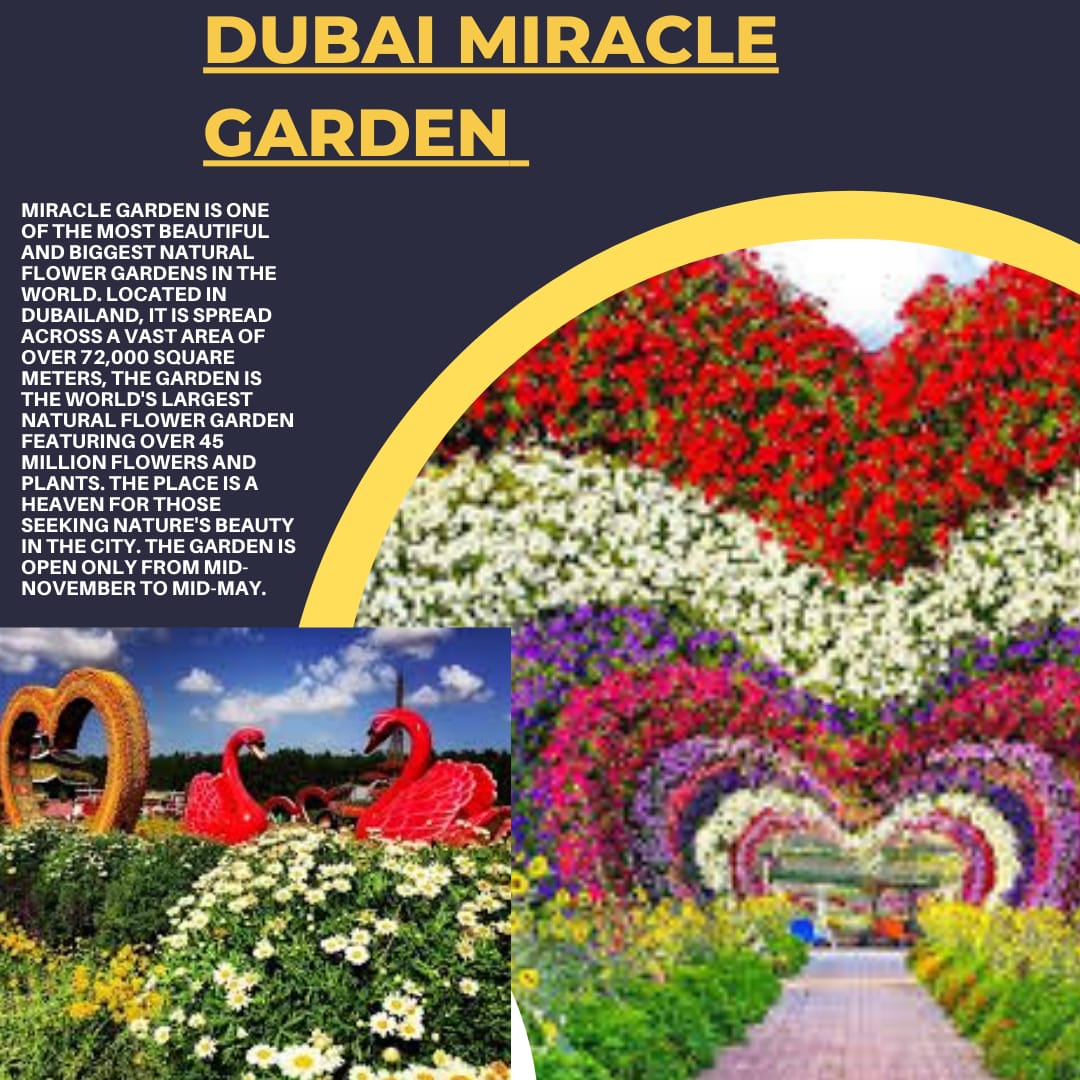 DUBAI MIRACLE
GARDEN
MIRACLE GARDEN IS ONE
OF THE MOST BEAUTIFUL
AND BIGGEST NATURAL
FLOWER GARDENS IN THE
WORLD. LOCATED IN
DUBAILAND, IT IS SPREAD
ACROSS A VAST AREA OF
OVER 72,000 SQUARE
METERS, THE GARDEN IS
THE WORLD'S LARGEST
NATURAL FLOWER GARDEN
FEATURING OVER 45
MILLION FLOWERS AND
PLANTS. THE PLACE IS A
HEAVEN FOR THOSE
SEEKING NATURE'S BEAUTY
IN THE CITY. THE GARDEN IS
OPEN ONLY FROM MID-
NOVEMBER TO MID-MAY.